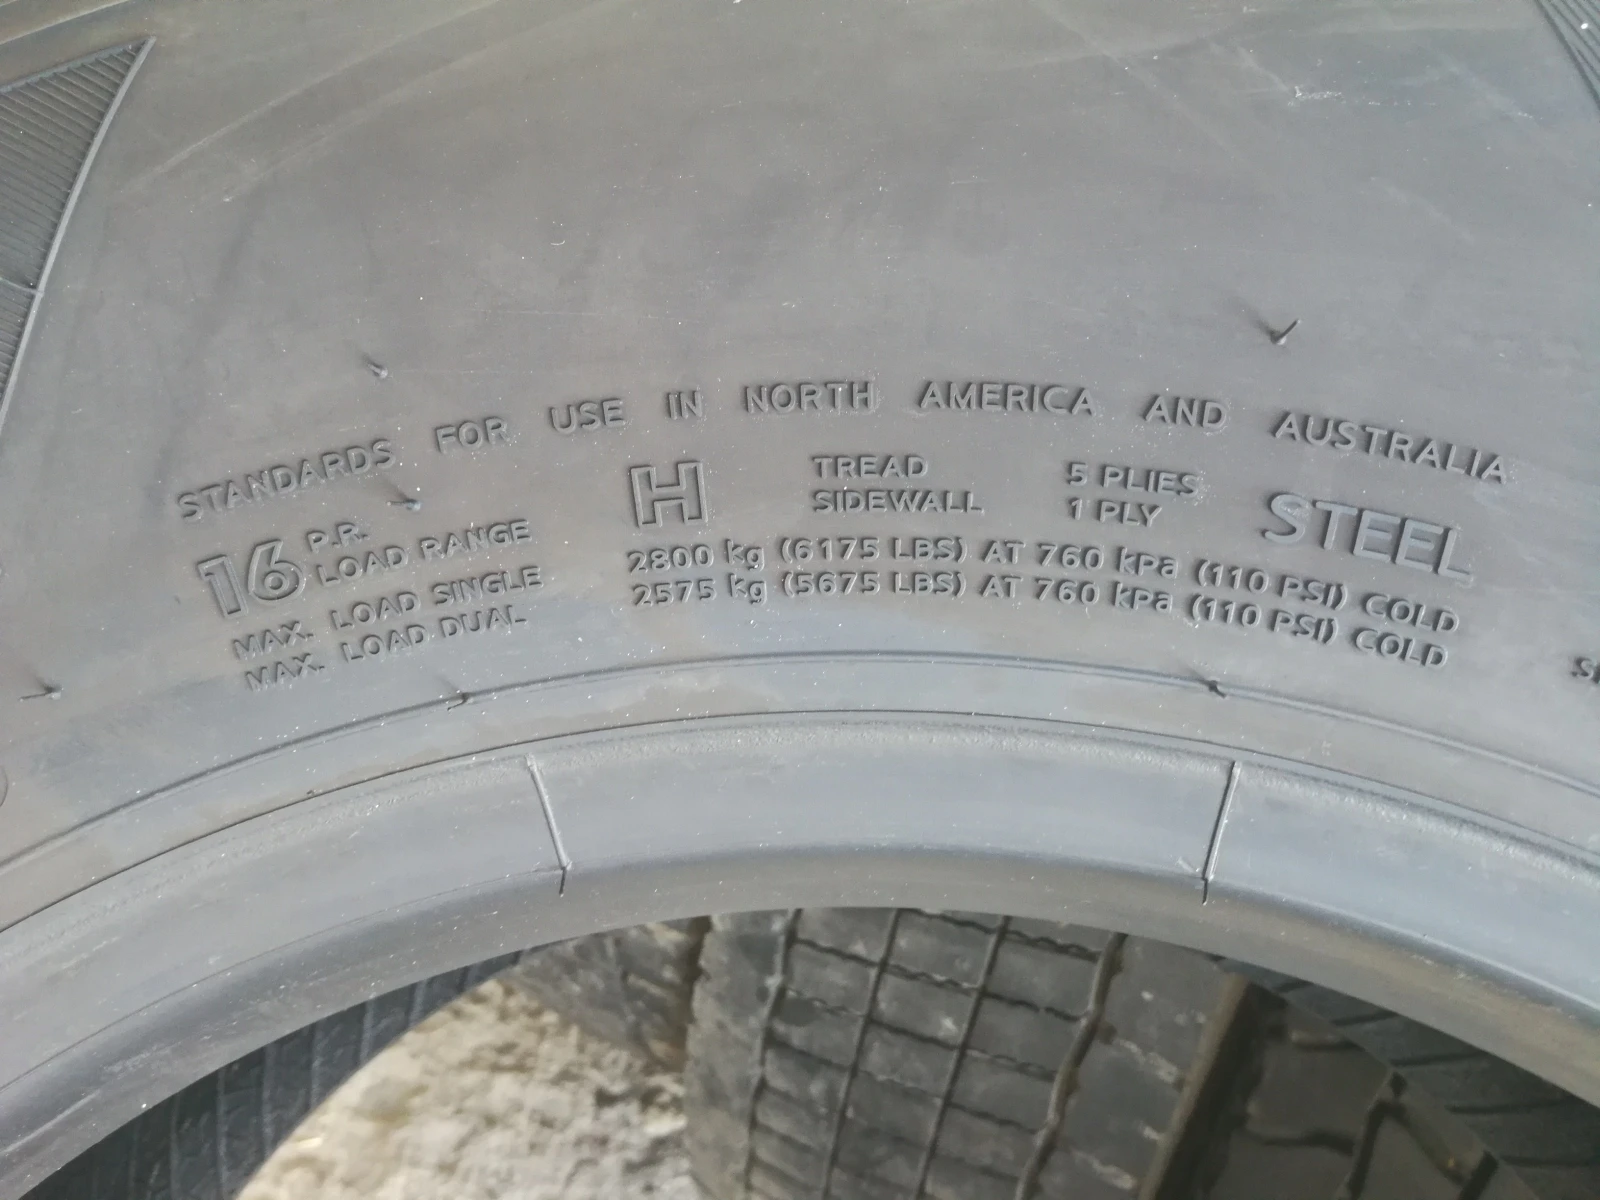 STANDARDS FOR USE IN NORTH AMERICA AND AUSTRALIA
16 P.R. LOAD RANGE H TREAD 5 PLIES STEEL
SIDEWALL 1 PLY
MAX. LOAD SINGLE 2800 kg (6175 LBS) AT 760 kPa (110 PSI) COLD
MAX. LOAD DUAL 2575 kg (5675 LBS) AT 760 kPa (110 PSI) COLD